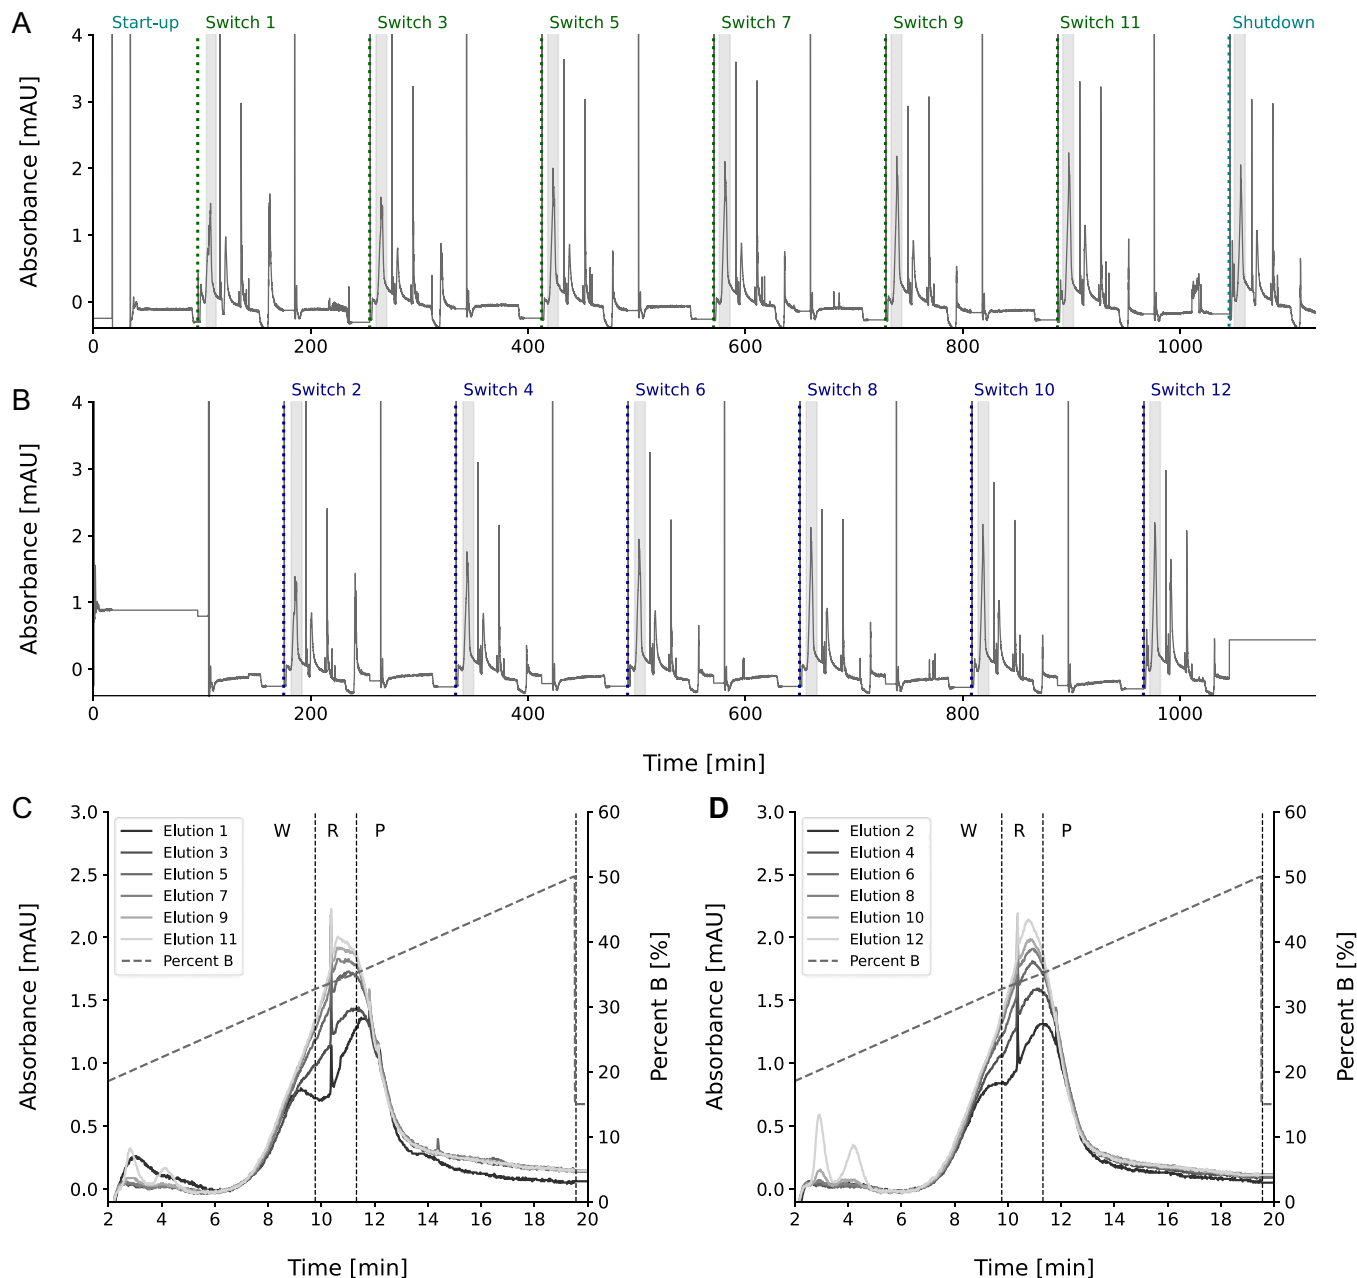 A
Start-up Switch 1 Switch 3 Switch 5 Switch 7 Switch 9 Switch 11 Shutdown
Absorbance [mAU]
4
3
2
1
0
0 200 400 600 800 1000
B
Switch 2 Switch 4 Switch 6 Switch 8 Switch 10 Switch 12
Absorbance [mAU]
4
3
2
1
0
0 200 400 600 800 1000
Time [min]
C
Absorbance [mAU]
3.0
2.5
2.0
1.5
1.0
0.5
0.0
Elution 1
Elution 3
Elution 5
Elution 7
Elution 9
Elution 11
Percent B
W R P
60
50
40
30
20
10
0
Percent B [%]
2 4 6 8 10 12 14 16 18 20
Time [min]
D
Absorbance [mAU]
3.0
2.5
2.0
1.5
1.0
0.5
0.0
Elution 2
Elution 4
Elution 6
Elution 8
Elution 10
Elution 12
Percent B
W R P
60
50
40
30
20
10
0
Percent B [%]
2 4 6 8 10 12 14 16 18 20
Time [min]